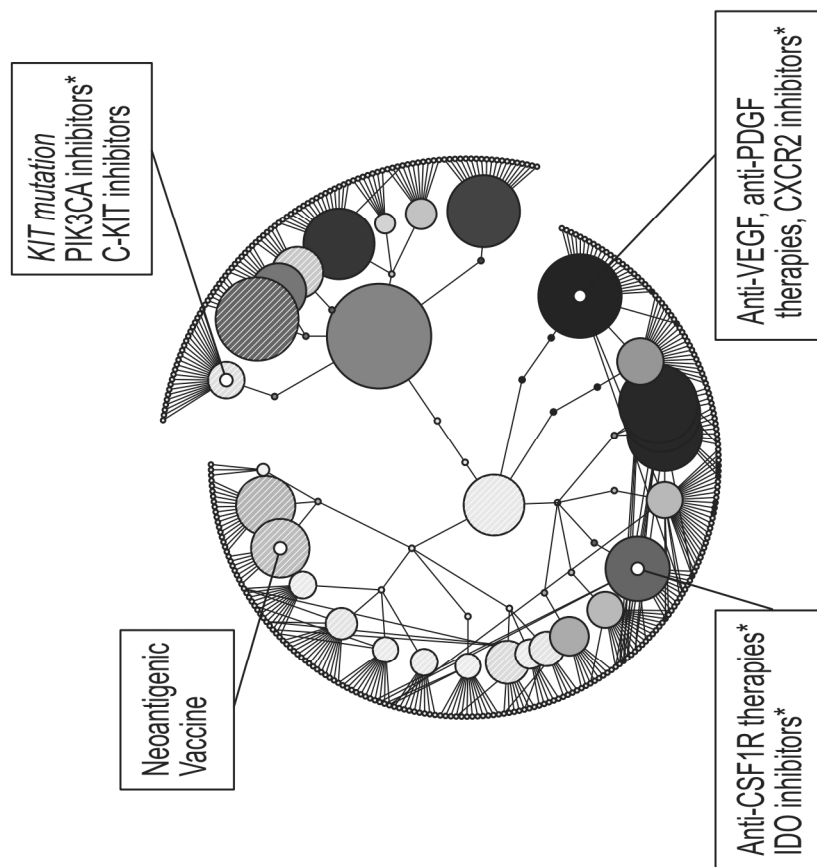 KIT mutation
PIK3CA inhibitors*
C-KIT inhibitors
Anti-VEGF, anti-PDGF
therapies, CXCR2 inhibitors*
Neoantigenic
Vaccine
Anti-CSF1R therapies*
IDO inhibitors*